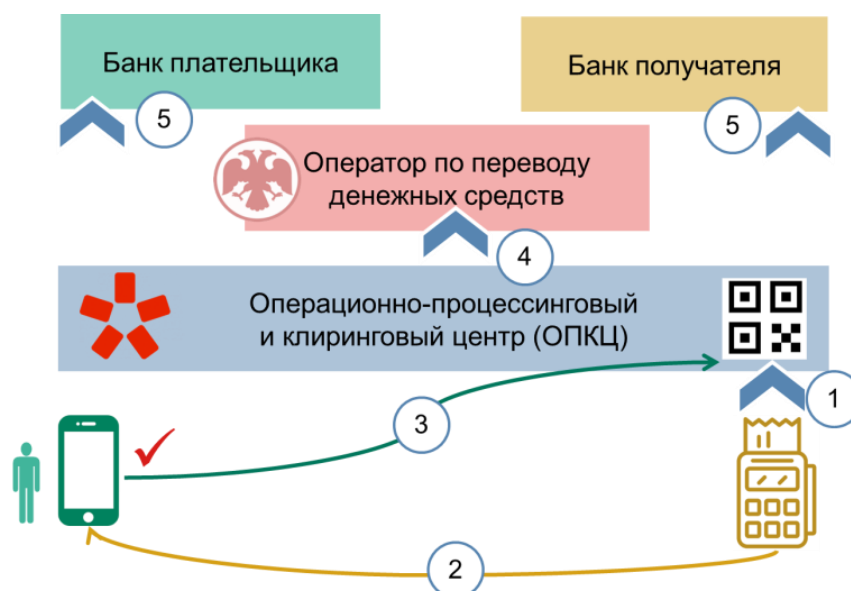 Банк плательщика
Банк получателя
5
5
Оператор по переводу
денежных средств
4
Операционно-процессинговый
и клиринговый центр (ОПКЦ)
1
3
2